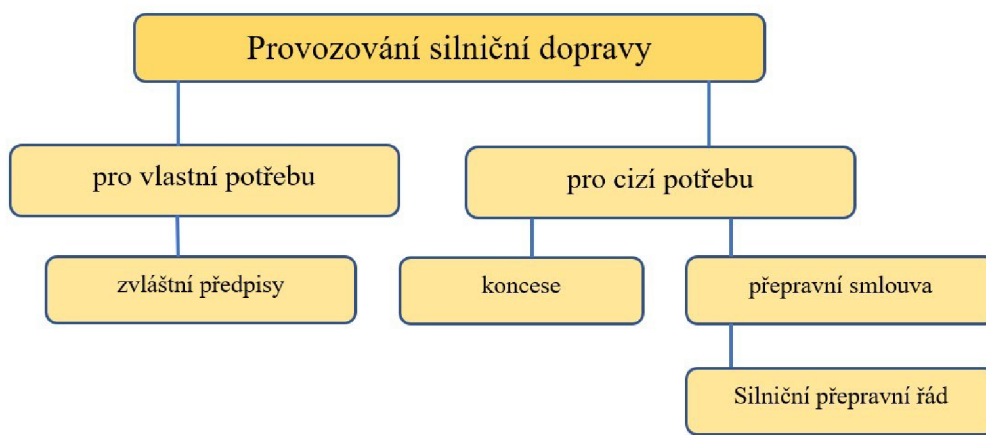 Provozování silniční dopravy
pro vlastní potřebu
pro cizí potřebu
zvláštní předpisy
koncese
přepravní smlouva
Silniční přepravní řád